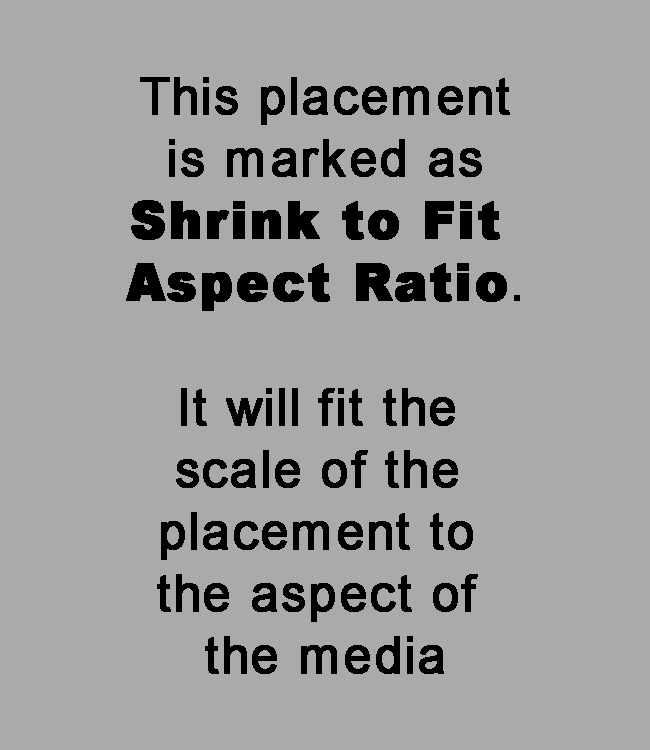 This placement
is marked as
Shrink to Fit
Aspect Ratio.
It will fit the
scale of the
placement to
the aspect of
the media